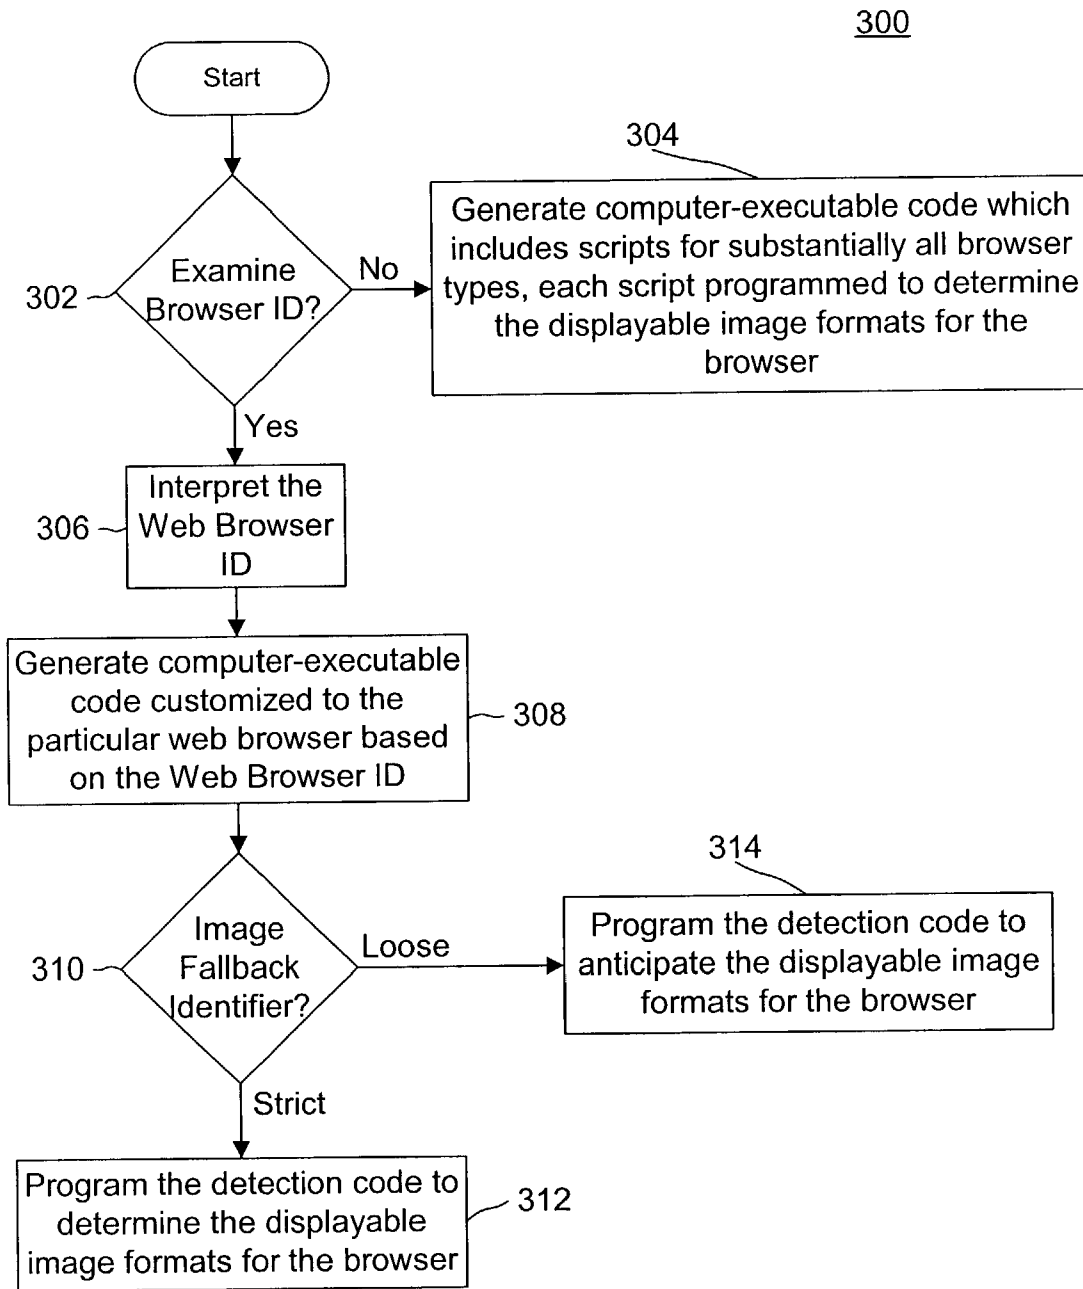 300
Start
304
Generate computer-executable code which
includes scripts for substantially all browser
types, each script programmed to determine
the displayable image formats for the
browser
302
Examine
Browser ID?
No
Yes
306
Interpret the
Web Browser
ID
Generate computer-executable
code customized to the
particular web browser based
on the Web Browser ID
308
310
Image
Fallback
Identifier?
Loose
314
Program the detection code to
anticipate the displayable image
formats for the browser
Strict
Program the detection code to
determine the displayable
image formats for the browser
312